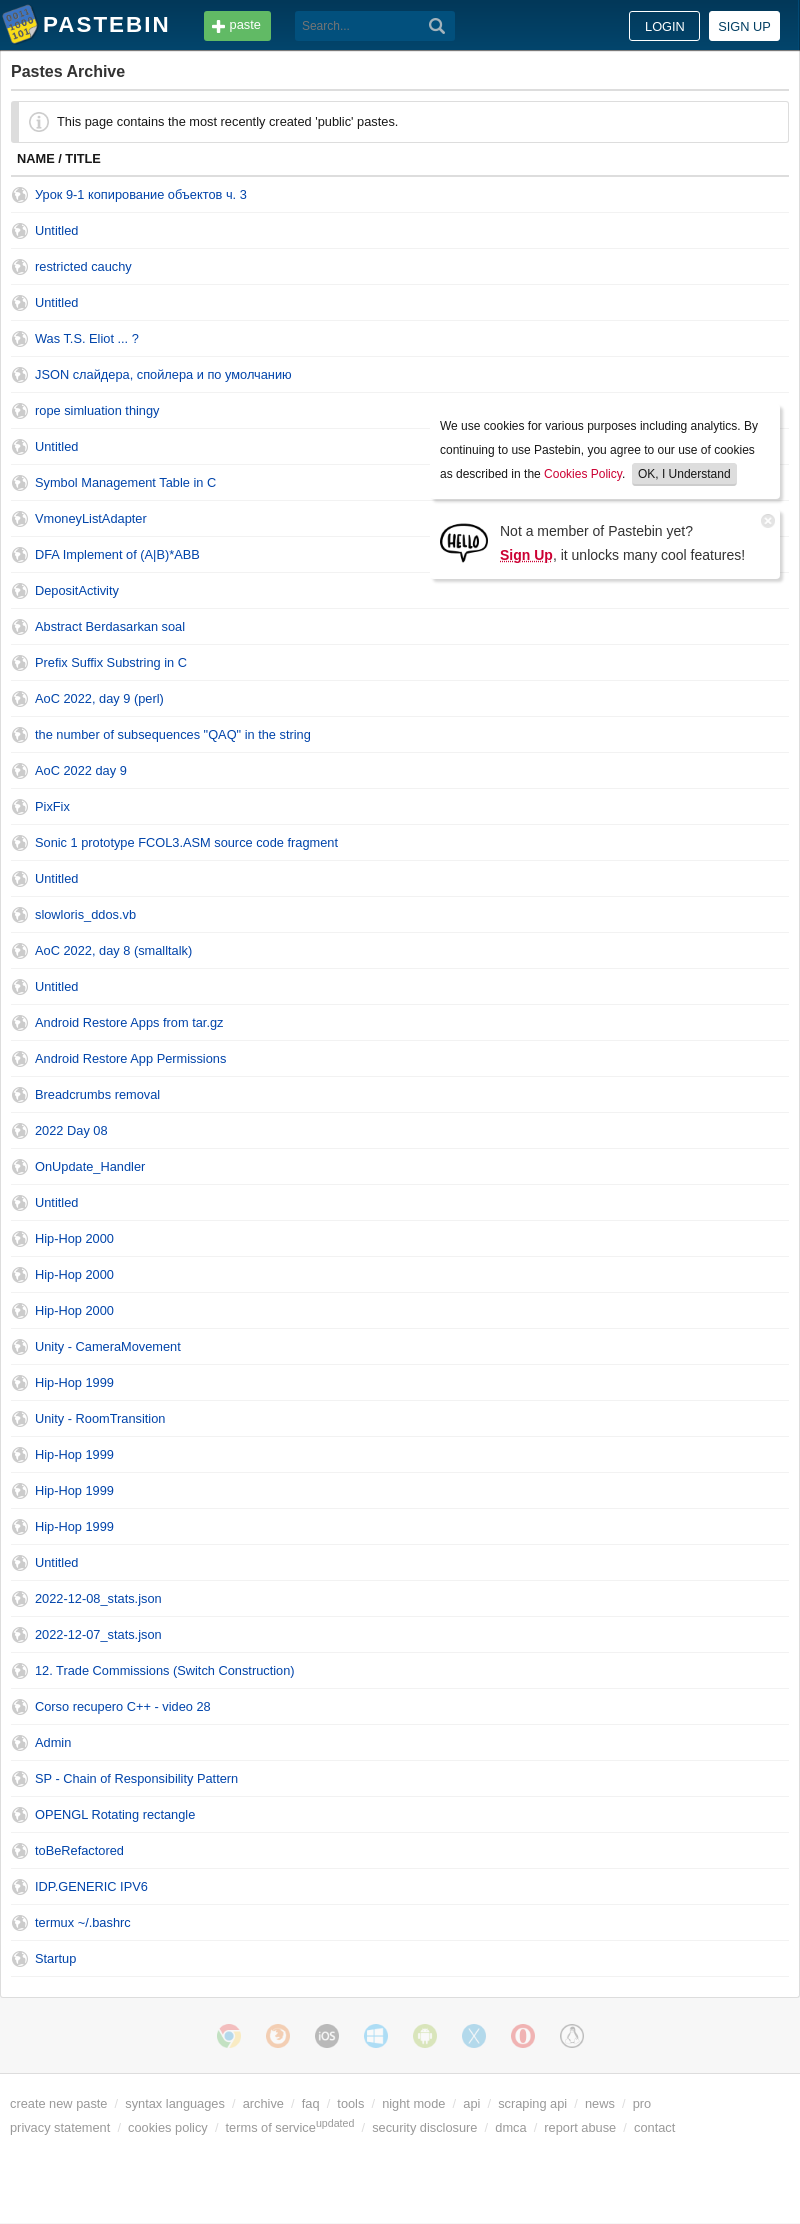 PASTEBIN
paste
Search...
LOGIN
SIGN UP
Pastes Archive
This page contains the most recently created 'public' pastes.
NAME / TITLE
Урок 9-1 копирование объектов ч. 3
Untitled
restricted cauchy
Untitled
Was T.S. Eliot ... ?
JSON слайдера, спойлера и по умолчанию
rope simluation thingy
Untitled
Symbol Management Table in C
VmoneyListAdapter
DFA Implement of (A|B)*ABB
DepositActivity
We use cookies for various purposes including analytics. By
continuing to use Pastebin, you agree to our use of cookies
as described in the Cookies Policy. OK, I Understand
HELLO
Not a member of Pastebin yet?
Sign Up, it unlocks many cool features!
Abstract Berdasarkan soal
Prefix Suffix Substring in C
AoC 2022, day 9 (perl)
the number of subsequences "QAQ" in the string
AoC 2022 day 9
PixFix
Sonic 1 prototype FCOL3.ASM source code fragment
Untitled
slowloris_ddos.vb
AoC 2022, day 8 (smalltalk)
Untitled
Android Restore Apps from tar.gz
Android Restore App Permissions
Breadcrumbs removal
2022 Day 08
OnUpdate_Handler
Untitled
Hip-Hop 2000
Hip-Hop 2000
Hip-Hop 2000
Unity - CameraMovement
Hip-Hop 1999
Unity - RoomTransition
Hip-Hop 1999
Hip-Hop 1999
Hip-Hop 1999
Untitled
2022-12-08_stats.json
2022-12-07_stats.json
12. Trade Commissions (Switch Construction)
Corso recupero C++ - video 28
Admin
SP - Chain of Responsibility Pattern
OPENGL Rotating rectangle
toBeRefactored
IDP.GENERIC IPV6
termux ~/.bashrc
Startup
iOS
create new paste / syntax languages / archive / faq / tools / night mode / api / scraping api / news / pro
privacy statement / cookies policy / terms of service updated / security disclosure / dmca / report abuse / contact